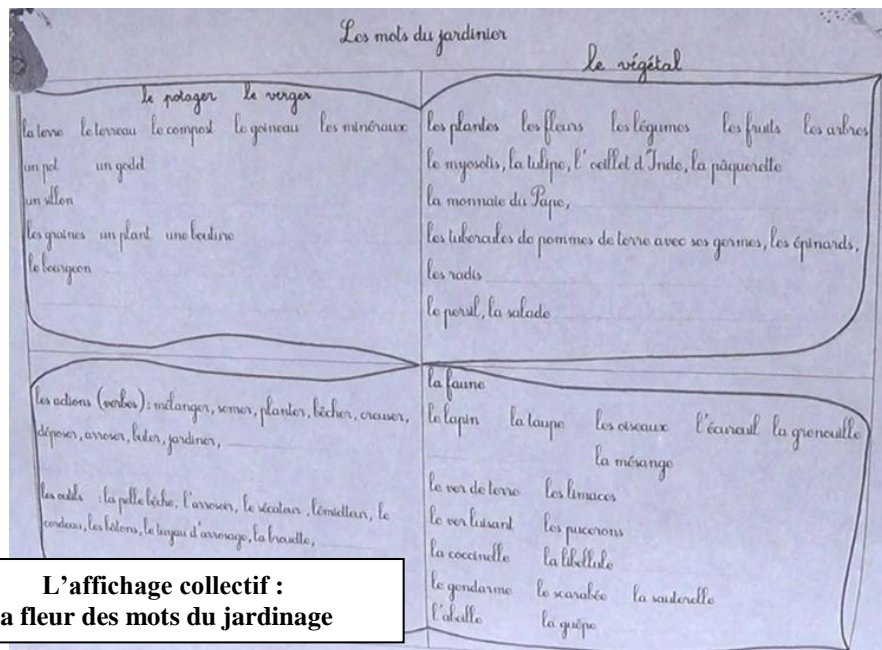 Les mots du jardinier
le potager le verger
la terre le terreau le compost le goineau les minéraux
un pot un godet
un sillon
les graines un plant une bouture
le bourgeon
le végétal
les plantes les fleurs les légumes les fruits les arbres
le myosotis, la tulipe, l'oeillet d'Inde, la pâquerette
la monnaie du Pape,
les tubercules de pommes de terre avec ses germes, les épinards,
les radis
le persil, la salade
les actions (verbes) : mélanger, semer, planter, bêcher, creuser,
déposer, arroser, buter, jardiner,
les outils : la pelle bêche, l'arrosoir, le sécateur, l'émietteur, le
cordeau, les bâtons, le tuyau d'arrosage, la brouette,
la faune
le lapin la taupe les oiseaux l'écureuil la grenouille
la mésange
le ver de terre les limaces
le ver luisant les pucerons
la coccinelle la libellule
le gendarme le scarabée la sauterelle
l'abeille la guêpe
L'affichage collectif :
a fleur des mots du jardinage